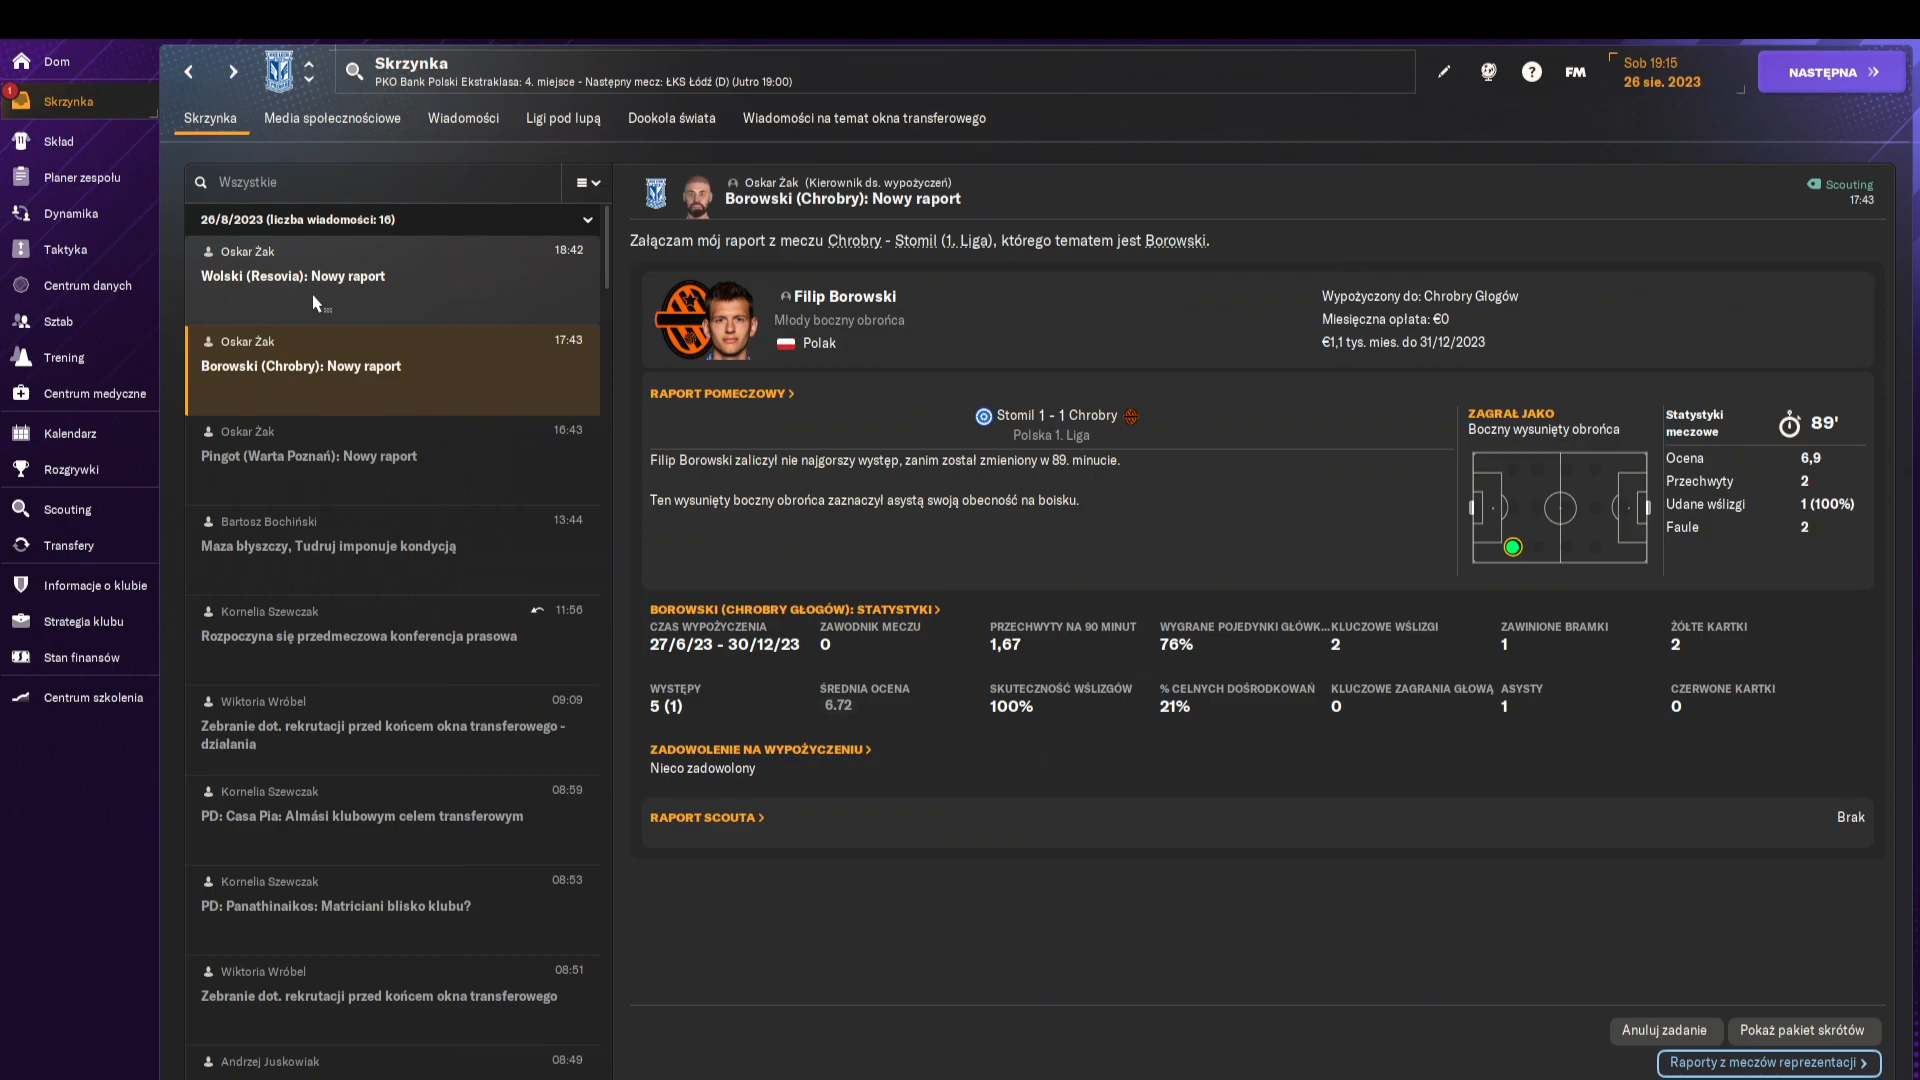 Dom
1
Skrzynka
Skład
Planer zespołu
Dynamika
Taktyka
Centrum danych
Sztab
Trening
Centrum medyczne
Kalendarz
Rozgrywki
Scouting
Transfery
Informacje o klubie
Strategia klubu
Stan finansów
Centrum szkolenia
Skrzynka
PKO Bank Polski Ekstraklasa: 4. miejsce - Następny mecz: ŁKS Łódź (D) (Jutro 19:00)
?
FM
Sob 19:15
26 sie. 2023
NASTĘPNA
Skrzynka Media społecznościowe Wiadomości Ligi pod lupą Dookoła świata Wiadomości na temat okna transferowego
Wszystkie
26/8/2023 (liczba wiadomości: 16)
Oskar Żak 18:42
Wolski (Resovia): Nowy raport
Oskar Żak 17:43
Borowski (Chrobry): Nowy raport
Oskar Żak 16:43
Pingot (Warta Poznań): Nowy raport
Bartosz Bochiński 13:44
Maza błyszczy, Tudruj imponuje kondycją
Kornelia Szewczak 11:56
Rozpoczyna się przedmeczowa konferencja prasowa
Wiktoria Wróbel 09:09
Zebranie dot. rekrutacji przed końcem okna transferowego -
działania
Kornelia Szewczak 08:59
PD: Casa Pia: Almási klubowym celem transferowym
Kornelia Szewczak 08:53
PD: Panathinaikos: Matriciani blisko klubu?
Wiktoria Wróbel 08:51
Zebranie dot. rekrutacji przed końcem okna transferowego
Andrzej Juskowiak 08:49
Oskar Żak (Kierownik ds. wypożyczeń)
Borowski (Chrobry): Nowy raport
Scouting
17:43
Załączam mój raport z meczu Chrobry - Stomil (1. Liga), którego tematem jest Borowski.
Filip Borowski
Młody boczny obrońca
Polak
Wypożyczony do: Chrobry Głogów
Miesięczna opłata: €0
€1,1 tys. mies. do 31/12/2023
RAPORT POMECZOWY >
Stomil 1 - 1 Chrobry
Polska 1. Liga
Filip Borowski zaliczył nie najgorszy występ, zanim został zmieniony w 89. minucie.
Ten wysunięty boczny obrońca zaznaczył asystą swoją obecność na boisku.
ZAGRAŁ JAKO
Boczny wysunięty obrońca
Statystyki
meczowe
89'
Ocena 6,9
Przechwyty 2
Udane wślizgi 1 (100%)
Faule 2
BOROWSKI (CHROBRY GŁOGÓW): STATYSTYKI >
CZAS WYPOŻYCZENIA ZAWODNIK MECZU PRZECHWYTY NA 90 MINUT WYGRANE POJEDYNKI GŁÓWK... KLUCZOWE WŚLIZGI ZAWINIONE BRAMKI ŻÓŁTE KARTKI
27/6/23 - 30/12/23 0 1,67 76% 2 1 2
WYSTĘPY ŚREDNIA OCENA SKUTECZNOŚĆ WŚLIZGÓW % CELNYCH DOŚRODKOWAŃ KLUCZOWE ZAGRANIA GŁOWĄ ASYSTY CZERWONE KARTKI
5 (1) 6.72 100% 21% 0 1 0
ZADOWOLENIE NA WYPOŻYCZENIU >
Nieco zadowolony
RAPORT SCOUTA > Brak
Anuluj zadanie Pokaż pakiet skrótów
Raporty z meczów reprezentacji >